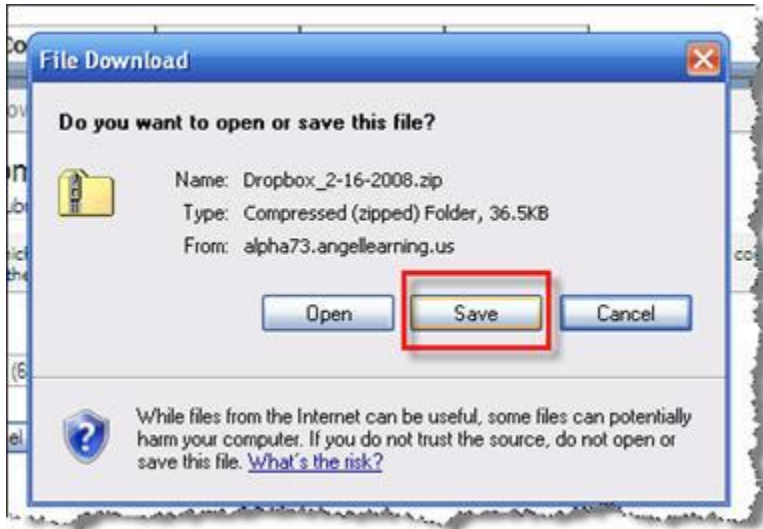 File Download
Do you want to open or save this file?
Name: Dropbox_2-16-2008.zip
Type: Compressed (zipped) Folder, 36.5KB
From: alpha73.angellearning.us
Open Save Cancel
While files from the Internet can be useful, some files can potentially
harm your computer. If you do not trust the source, do not open or
save this file. What's the risk?